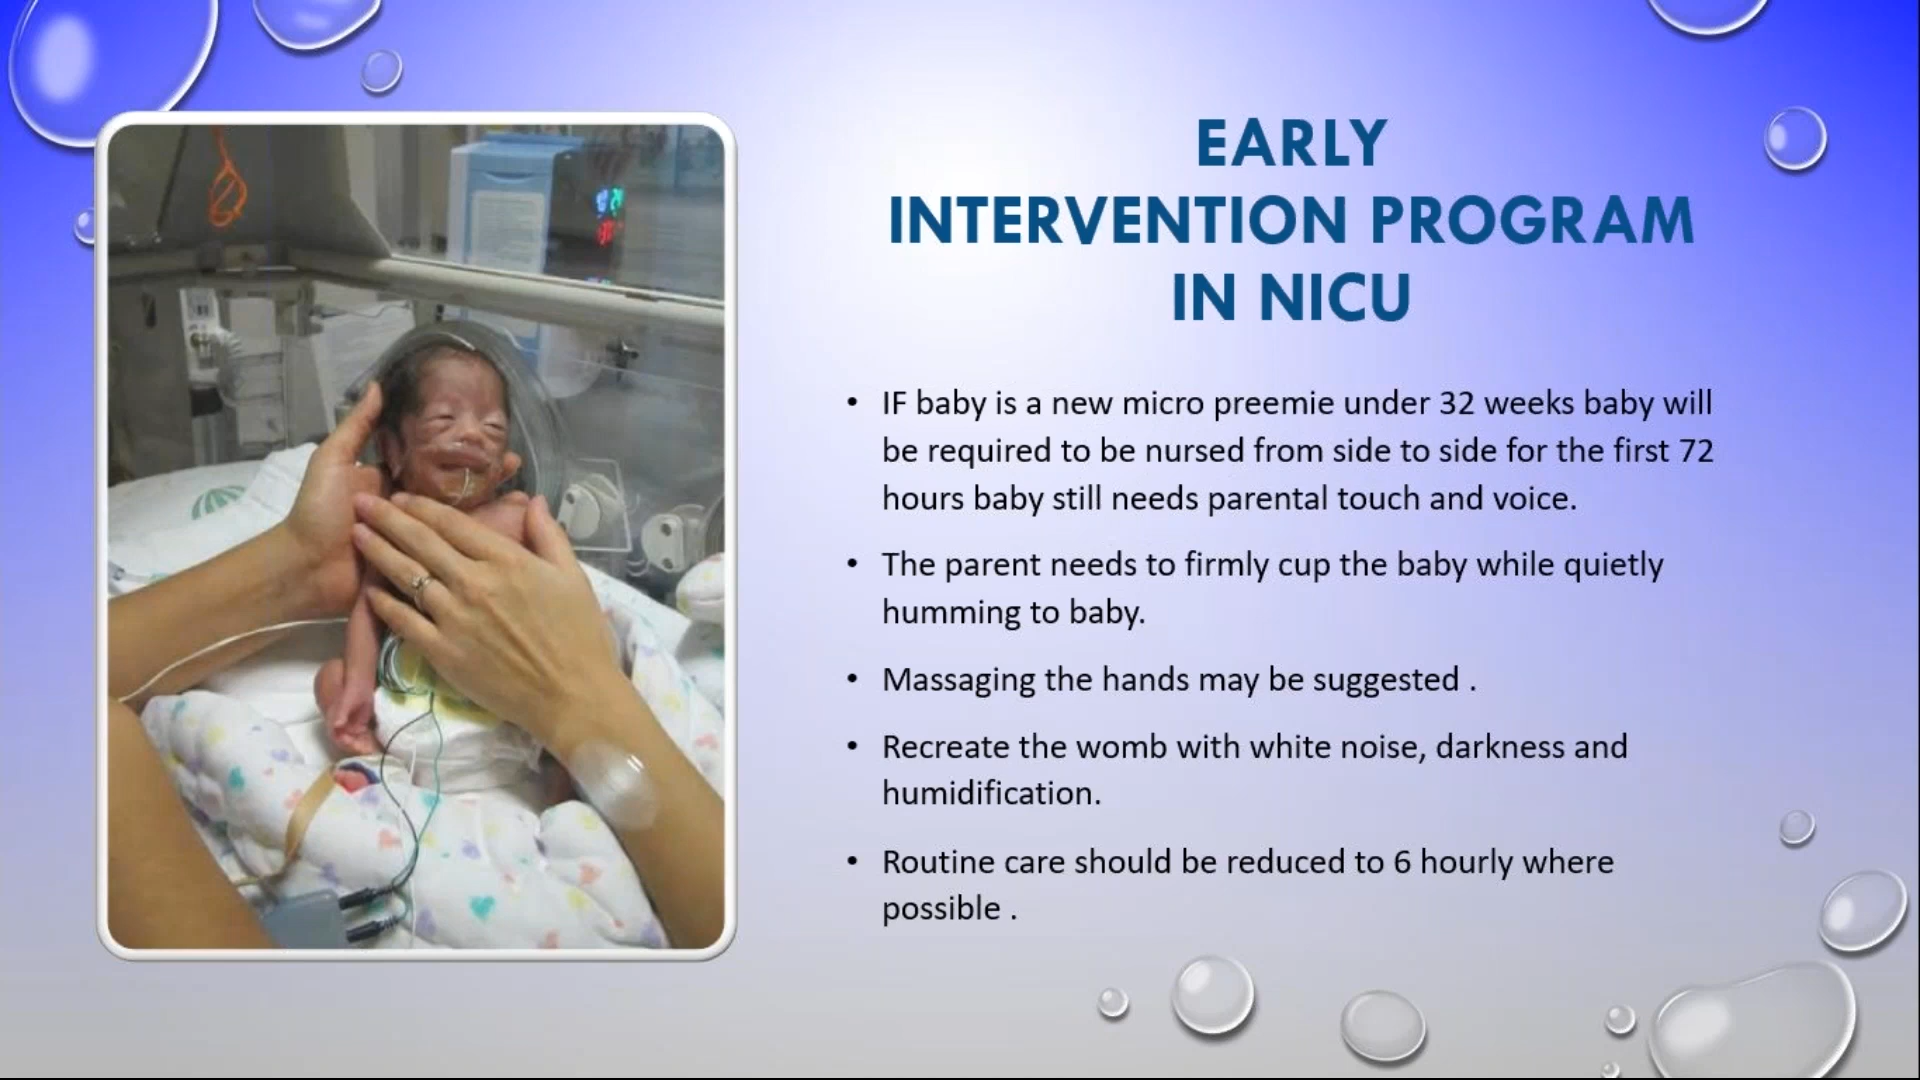 EARLY
INTERVENTION PROGRAM
IN NICU
• IF baby is a new micro preemie under 32 weeks baby will
be required to be nursed from side to side for the first 72
hours baby still needs parental touch and voice.
• The parent needs to firmly cup the baby while quietly
humming to baby.
• Massaging the hands may be suggested .
• Recreate the womb with white noise, darkness and
humidification.
• Routine care should be reduced to 6 hourly where
possible .